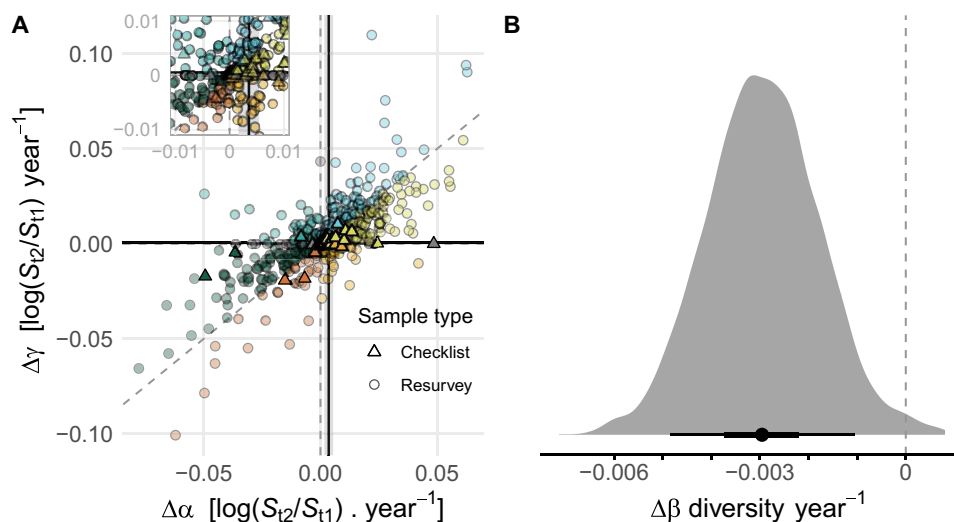 A
B
0.10
0.05
0.00
−0.05
−0.10
Δγ [log(St2/St1) year−1]
0.01
0
−0.01
−0.01
0
0.01
Sample type
Checklist
Resurvey
−0.05
0.00
0.05
Δα [log(St2/St1) . year−1]
−0.006
−0.003
0
Δβ diversity year−1